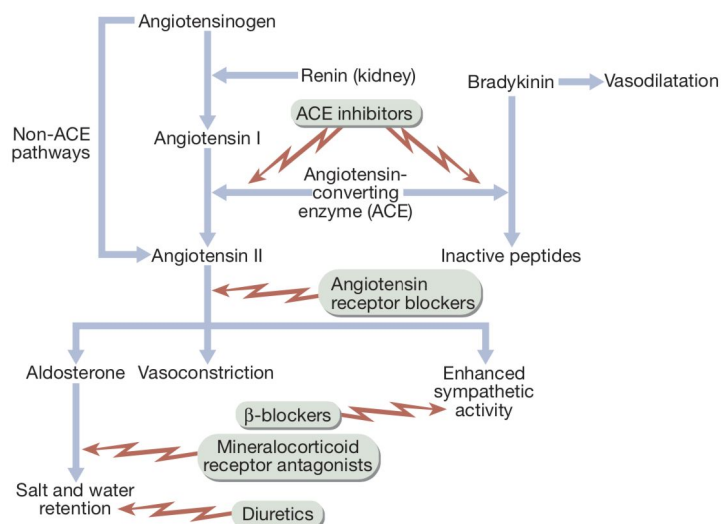 Angiotensinogen
Renin (kidney)
Bradykinin
Vasodilatation
ACE inhibitors
Non-ACE
pathways
Angiotensin I
Angiotensin-
converting
enzyme (ACE)
Angiotensin II
Inactive peptides
Angiotensin
receptor blockers
Aldosterone
Vasoconstriction
Enhanced
sympathetic
activity
β-blockers
Mineralocorticoid
receptor antagonists
Salt and water
retention
Diuretics